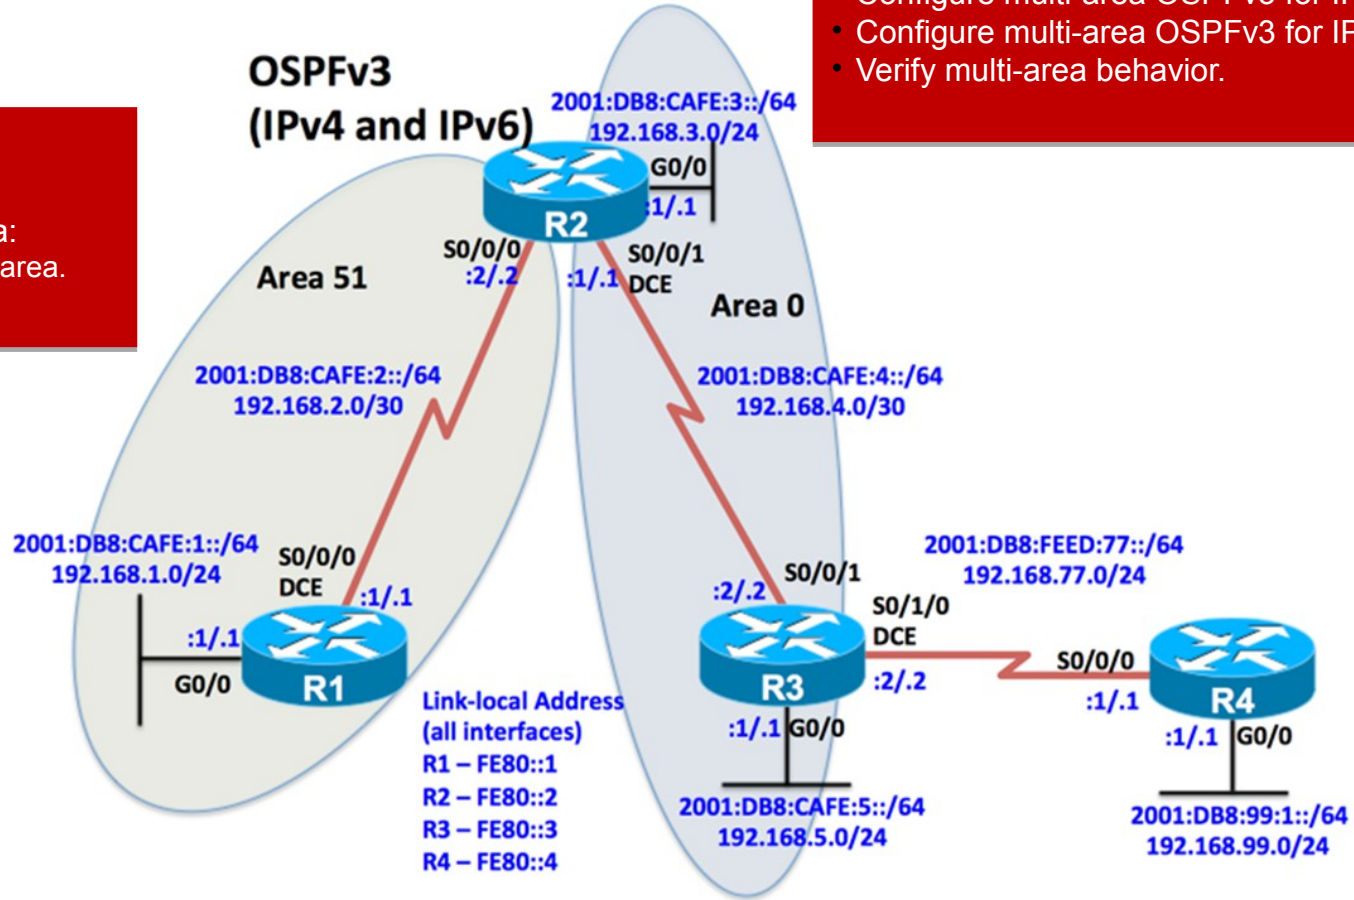 Configure multi-area OSPFv3 for
• Configure multi-area OSPFv3 for
• Verify multi-area behavior.
area.
OSPFv3
(IPv4 and IPv6)
2001:DB8:CAFE:3::/64
192.168.3.0/24
G0/0
:1/.1
R2
S0/0/0
:2/.2
:1/.1
S0/0/1
DCE
Area 51
Area 0
2001:DB8:CAFE:2::/64
192.168.2.0/30
2001:DB8:CAFE:4::/64
192.168.4.0/30
2001:DB8:CAFE:1::/64
192.168.1.0/24
S0/0/0
DCE
:1/.1
:1/.1
G0/0
R1
Link-local Address
(all interfaces)
R1 – FE80::1
R2 – FE80::2
R3 – FE80::3
R4 – FE80::4
:2/.2
S0/0/1
S0/1/0
DCE
R3
:2/.2
:1/.1
G0/0
2001:DB8:CAFE:5::/64
192.168.5.0/24
2001:DB8:FEED:77::/64
192.168.77.0/24
S0/0/0
:1/.1
R4
:1/.1
G0/0
2001:DB8:99:1::/64
192.168.99.0/24